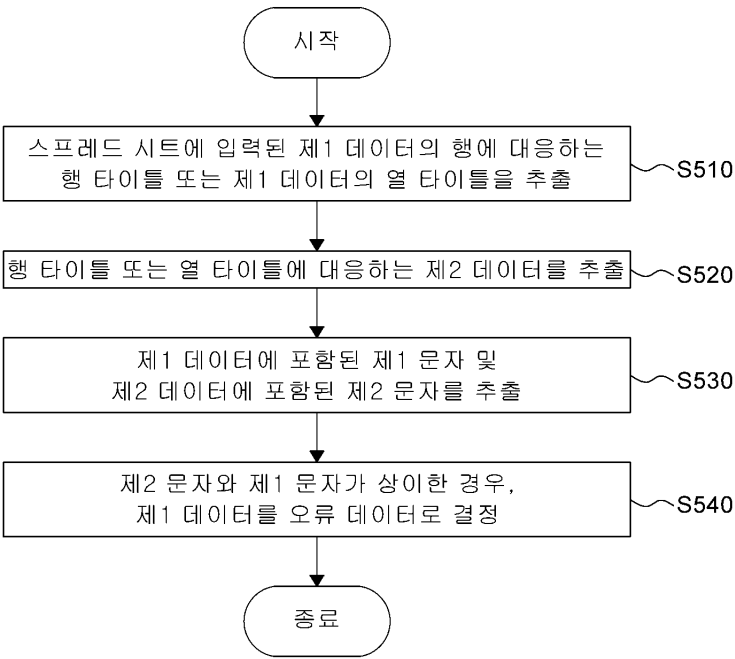 시작
스프레드 시트에 입력된 제1 데이터의 행에 대응하는
행 타이틀 또는 제1 데이터의 열 타이틀을 추출
S510
행 타이틀 또는 열 타이틀에 대응하는 제2 데이터를 추출
S520
제1 데이터에 포함된 제1 문자 및
제2 데이터에 포함된 제2 문자를 추출
S530
제2 문자와 제1 문자가 상이한 경우,
제1 데이터를 오류 데이터로 결정
S540
종료